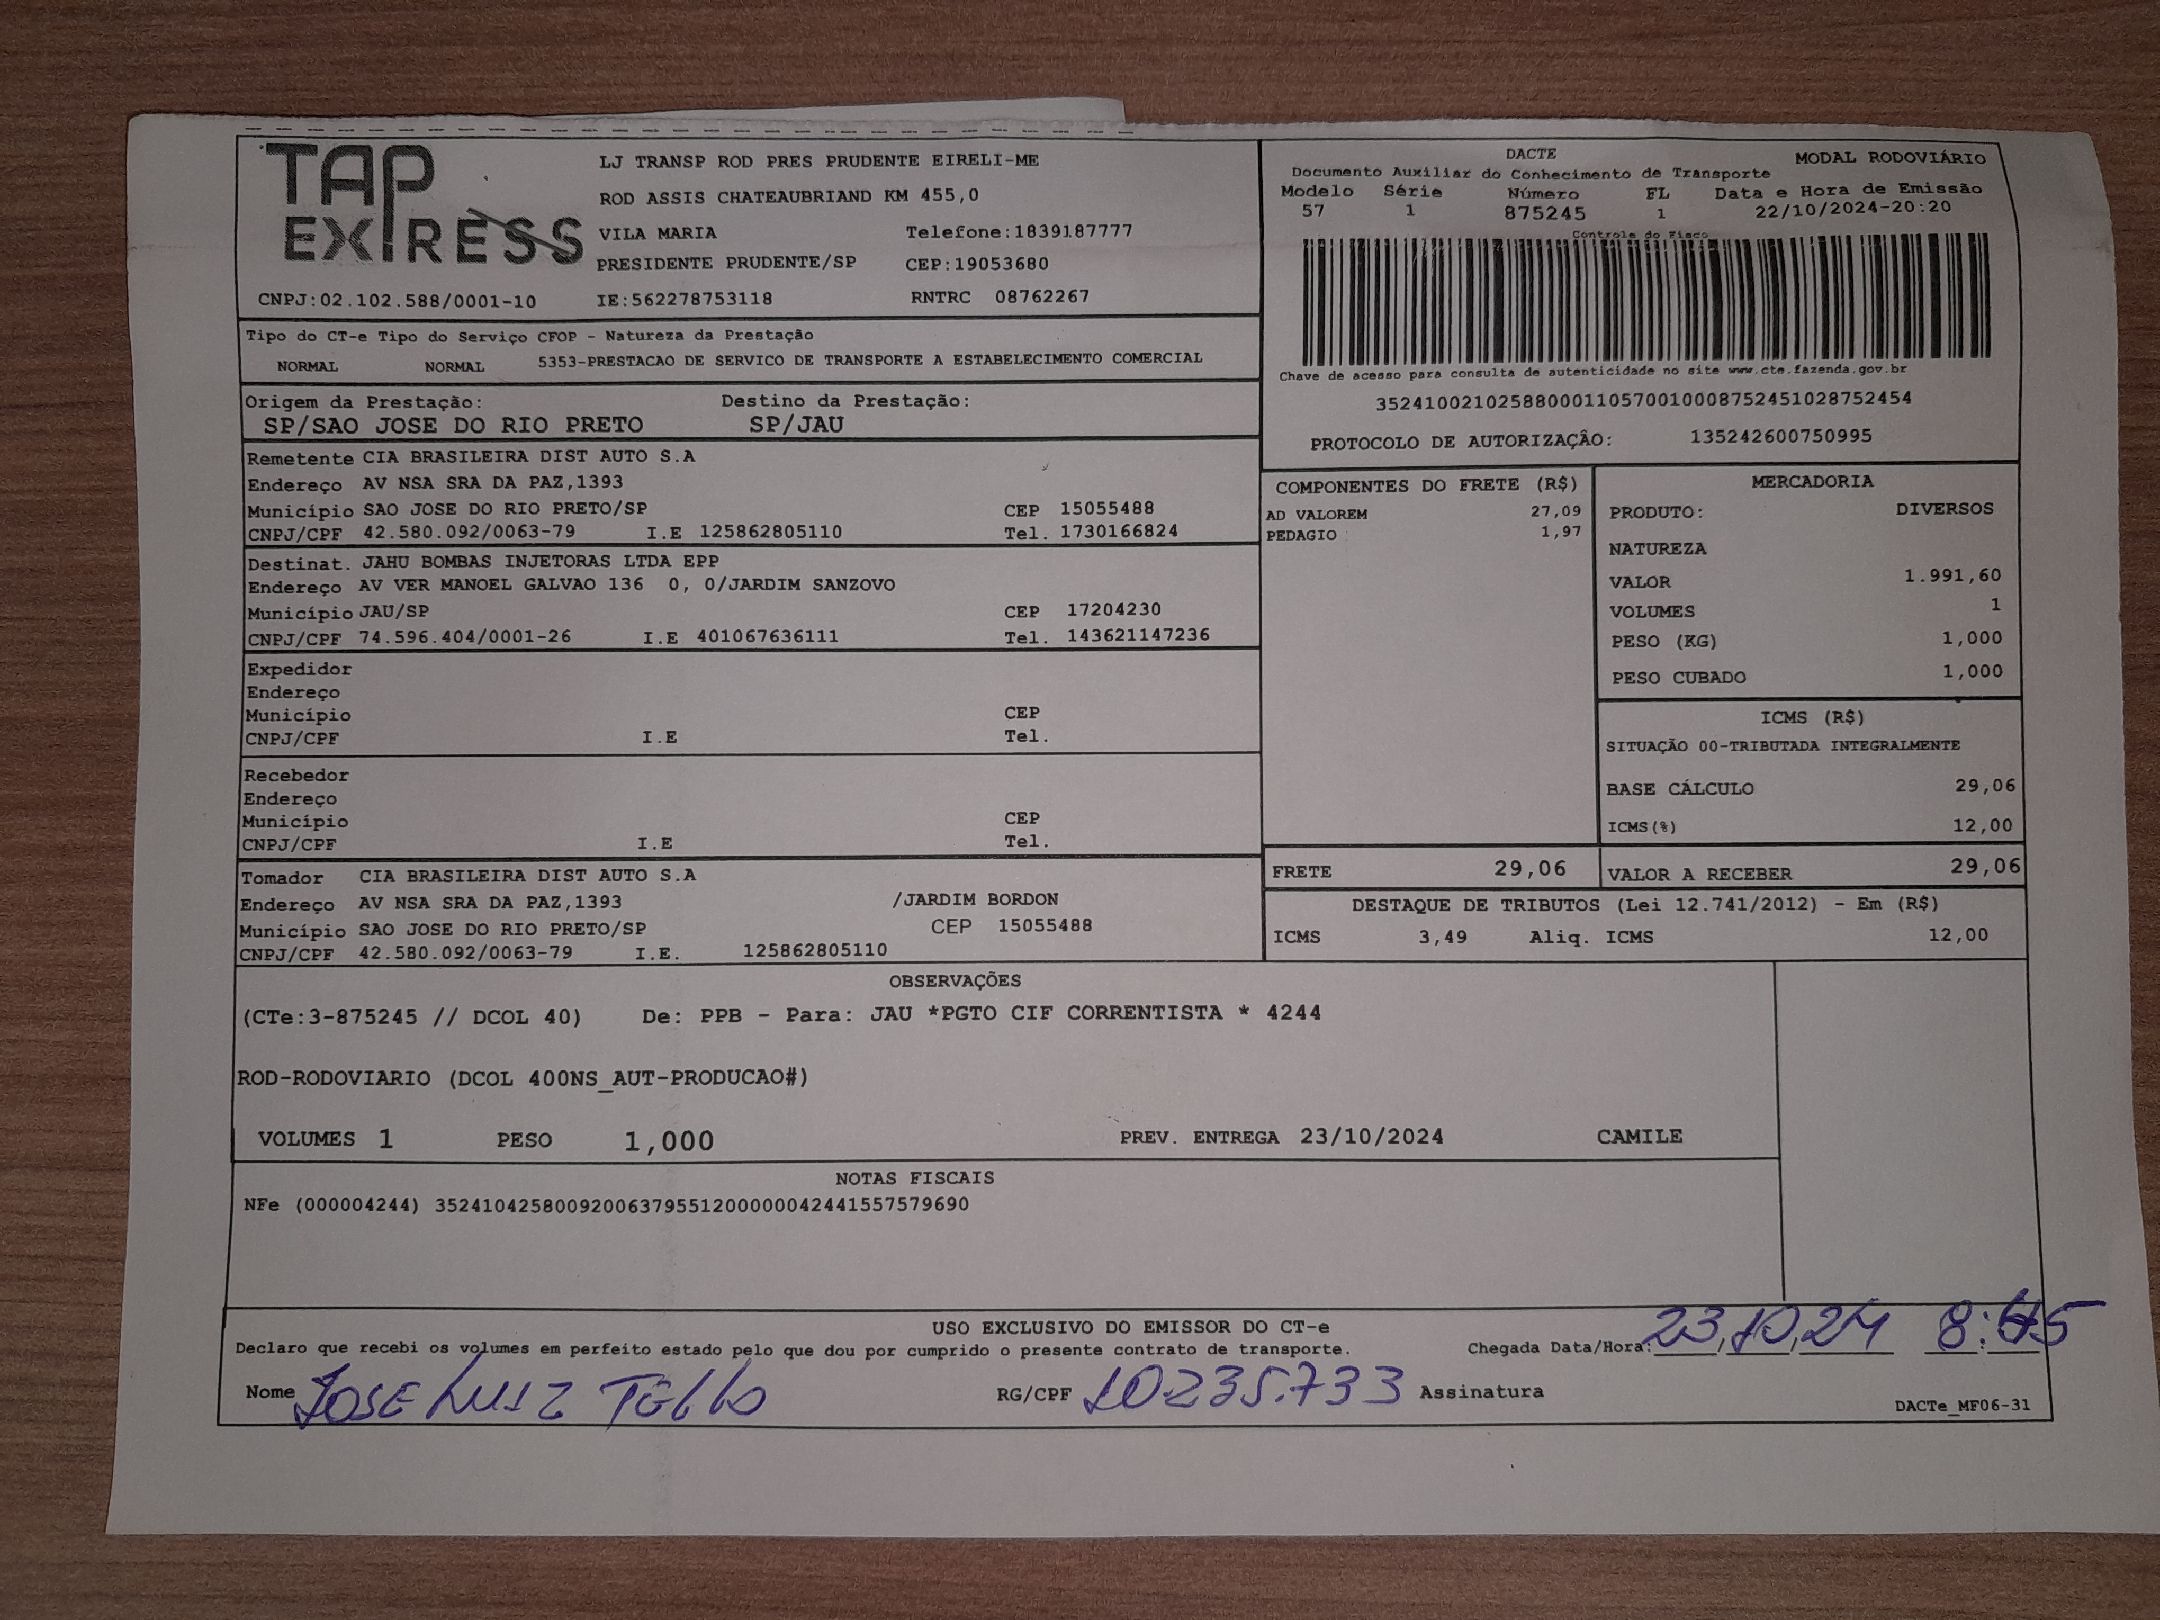 TAP
EXPRESS
LJ TRANSP ROD PRES PRUDENTE EIRELI-ME
ROD ASSIS CHATEAUBRIAND KM 455,0
VILA MARIA Telefone:1839187777
PRESIDENTE PRUDENTE/SP CEP:19053680
CNPJ:02.102.588/0001-10 IE:562278753118 RNTRC 08762267
DACTE MODAL RODOVIÁRIO
Documento Auxiliar do Conhecimento de Transporte
Modelo Série Número FL Data e Hora de Emissão
57 1 875245 1 22/10/2024-20:20
Controle do Fisco
Chave de acesso para consulta de autenticidade no site www.cte.fazenda.gov.br
35241002102588000110570010008752451028752454
PROTOCOLO DE AUTORIZAÇÃO: 135242600750995
Tipo do CT-e Tipo do Serviço CFOP - Natureza da Prestação
NORMAL NORMAL 5353-PRESTACAO DE SERVICO DE TRANSPORTE A ESTABELECIMENTO COMERCIAL
Origem da Prestação: Destino da Prestação:
SP/SAO JOSE DO RIO PRETO SP/JAU
Remetente CIA BRASILEIRA DIST AUTO S.A
Endereço AV NSA SRA DA PAZ,1393
Município SAO JOSE DO RIO PRETO/SP CEP 15055488
CNPJ/CPF 42.580.092/0063-79 I.E 125862805110 Tel. 1730166824
Destinat. JAHU BOMBAS INJETORAS LTDA EPP
Endereço AV VER MANOEL GALVAO 136 0, 0/JARDIM SANZOVO
Município JAU/SP CEP 17204230
CNPJ/CPF 74.596.404/0001-26 I.E 401067636111 Tel. 143621147236
Expedidor
Endereço
Município CEP
CNPJ/CPF I.E Tel.
Recebedor
Endereço
Município CEP
CNPJ/CPF I.E Tel.
Tomador CIA BRASILEIRA DIST AUTO S.A
Endereço AV NSA SRA DA PAZ,1393 /JARDIM BORDON
Município SAO JOSE DO RIO PRETO/SP CEP 15055488
CNPJ/CPF 42.580.092/0063-79 I.E. 125862805110
COMPONENTES DO FRETE (R$)
AD VALOREM 27,09
PEDAGIO 1,97
MERCADORIA
PRODUTO: DIVERSOS
NATUREZA
VALOR 1.991,60
VOLUMES 1
PESO (KG) 1,000
PESO CUBADO 1,000
ICMS (R$)
SITUAÇÃO 00-TRIBUTADA INTEGRALMENTE
BASE CÁLCULO 29,06
ICMS(%) 12,00
FRETE 29,06 VALOR A RECEBER 29,06
DESTAQUE DE TRIBUTOS (Lei 12.741/2012) - Em (R$)
ICMS 3,49 Aliq. ICMS 12,00
OBSERVAÇÕES
(CTe:3-875245 // DCOL 40) De: PPB - Para: JAU *PGTO CIF CORRENTISTA * 4244
ROD-RODOVIARIO (DCOL 400NS_AUT-PRODUCAO#)
VOLUMES 1 PESO 1,000 PREV. ENTREGA 23/10/2024 CAMILE
NOTAS FISCAIS
NFe (000004244) 35241042580092006379551200000042441557579690
USO EXCLUSIVO DO EMISSOR DO CT-e
Declaro que recebi os volumes em perfeito estado pelo que dou por cumprido o presente contrato de transporte. Chegada Data/Hora: 23,10,24 8:45
Nome JOSE LUIZ TELLO RG/CPF 10235.733 Assinatura
DACTe_MF06-31